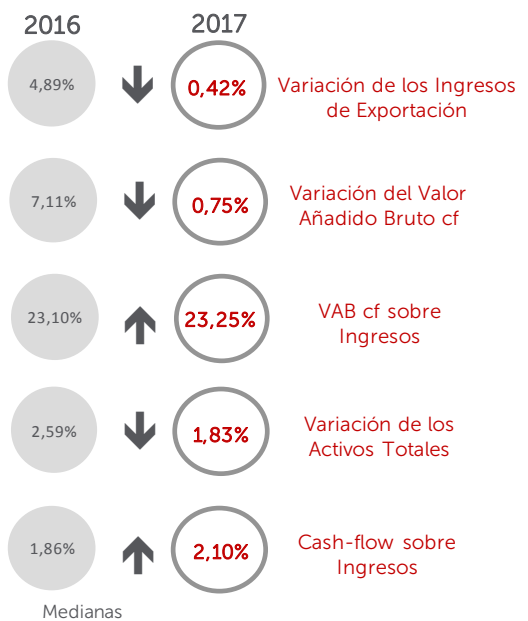 2016
2017
4,89%
0,42%
Variación de los Ingresos
de Exportación
7,11%
0,75%
Variación del Valor
Añadido Bruto cf
23,10%
23,25%
VAB cf sobre
Ingresos
2,59%
1,83%
Variación de los
Activos Totales
1,86%
2,10%
Cash-flow sobre
Ingresos
Medianas